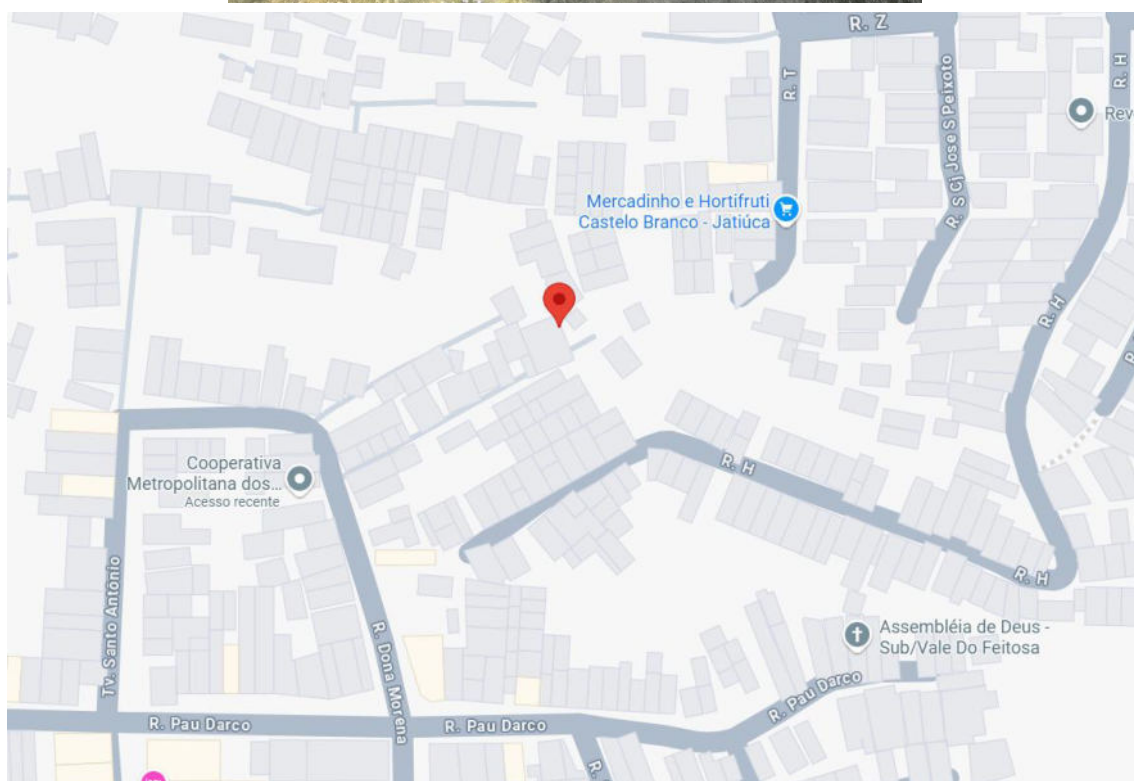 R. Z
R. T
R. S Cj Jose S Peixoto
R. H
Rev
Mercadinho e Hortifruti
Castelo Branco - Jatiúca
R. H
R.
Cooperativa
Metropolitana dos...
Acesso recente
R. H
R. H
Tv. Santo Antônio
R. Dona Morena
Assembléia de Deus -
Sub/Vale Do Feitosa
R. Pau Darco
R. Pau Darco
R. Pau Darco
R.